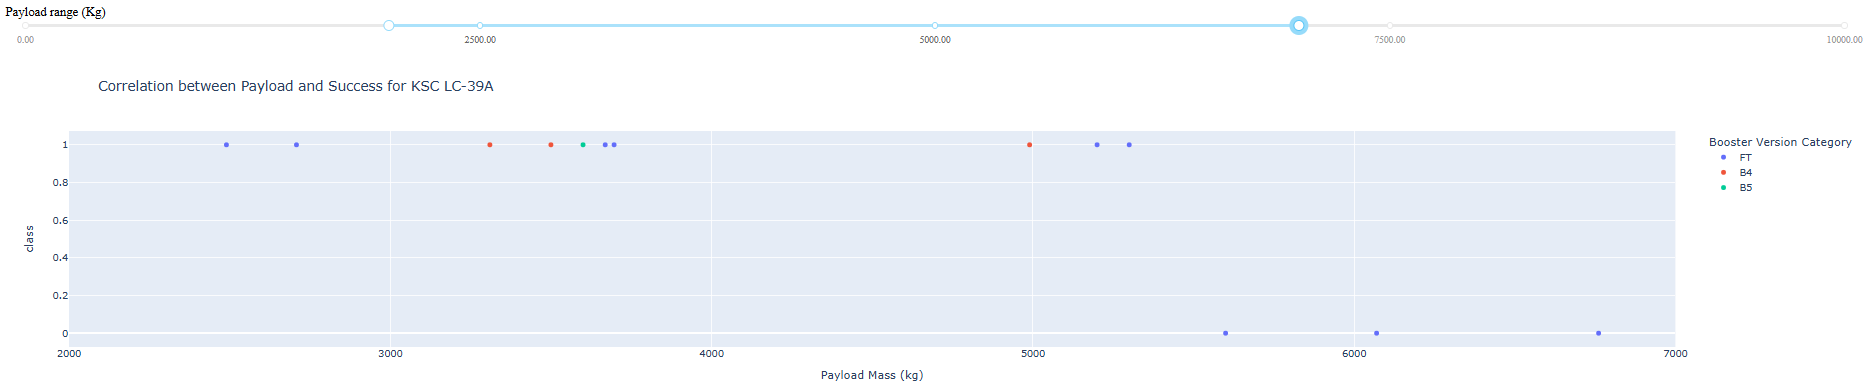 Payload range (Kg)
0.00 2500.00 5000.00 7500.00 10000.00
Correlation between Payload and Success for KSC LC-39A
1
0.8
0.6
0.4
0.2
0
class
2000 3000 4000 5000 6000 7000
Payload Mass (kg)
Booster Version Category
FT
B4
B5